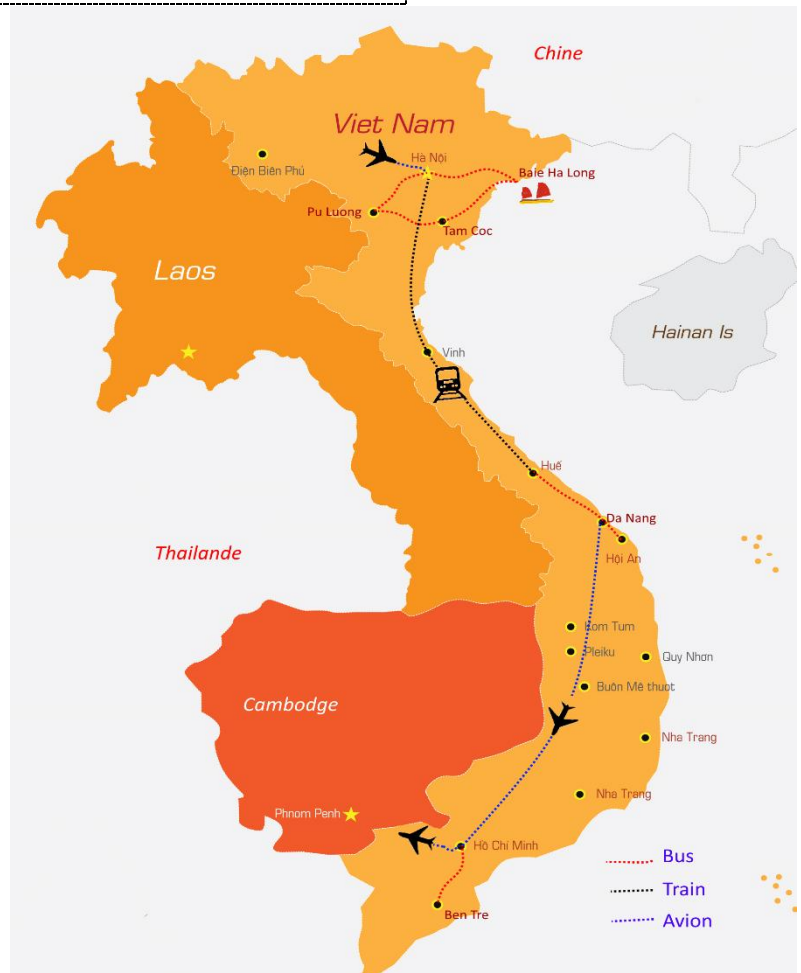 Chine
Viet Nam
Hà Nội
Điện Biên Phủ
Baie Ha Long
Pu Luong
Tam Coc
Laos
Hainan Is
Vinh
Huế
Da Nang
Hội An
Thailande
Kom Tum
Pleiku
Quy Nhơn
Buôn Mê thuot
Cambodge
Nha Trang
Nha Trang
Phnom Penh
Hồ Chí Minh
Ben Tre
Bus
Train
Avion